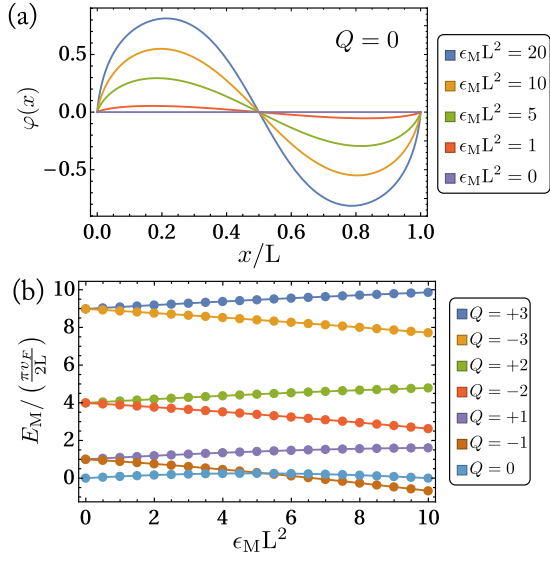 (a)
Q = 0
φ(x)
0.5
0.0
−0.5
0.0 0.2 0.4 0.6 0.8 1.0
x/L
ϵ_M L² = 20
ϵ_M L² = 10
ϵ_M L² = 5
ϵ_M L² = 1
ϵ_M L² = 0
(b)
E_M/(πv_F/2L)
10
8
6
4
2
0
0 2 4 6 8 10
ϵ_M L²
Q = +3
Q = −3
Q = +2
Q = −2
Q = +1
Q = −1
Q = 0